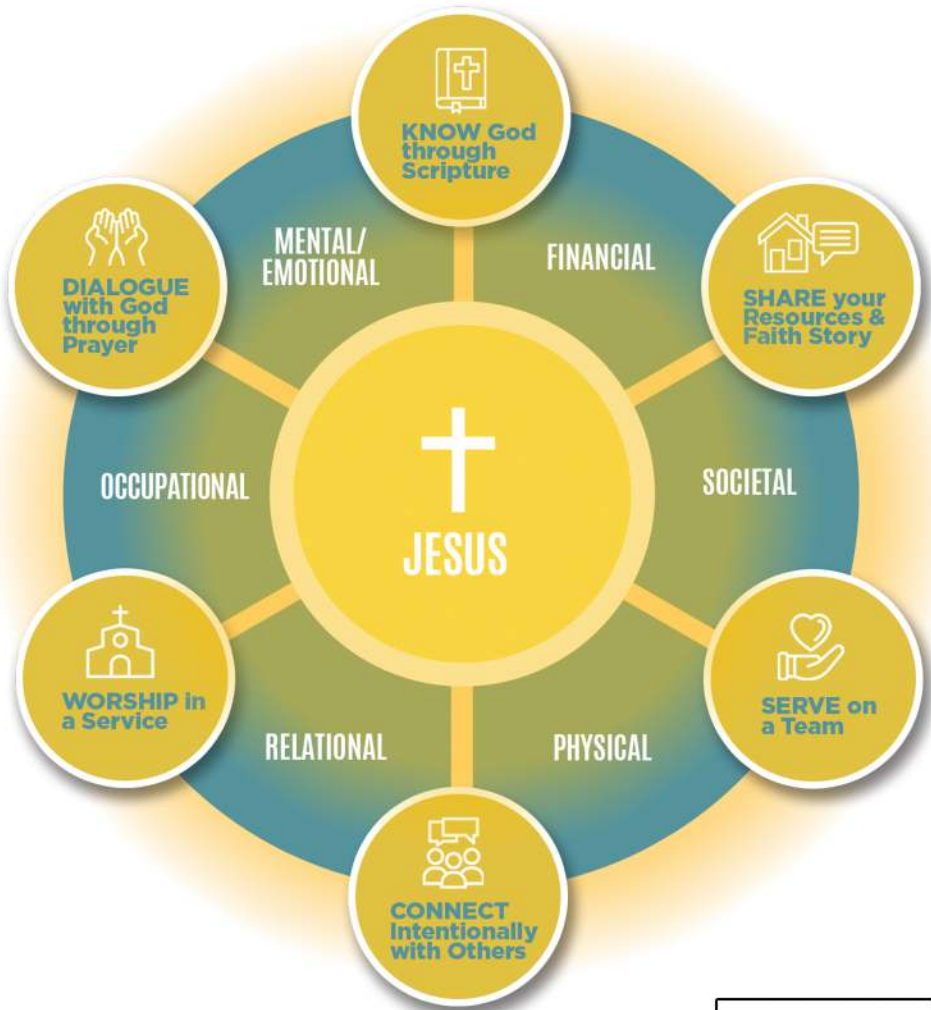 KNOW God
through
Scripture
MENTAL/
EMOTIONAL
FINANCIAL
DIALOGUE
with God
through
Prayer
SHARE your
Resources &
Faith Story
OCCUPATIONAL
JESUS
SOCIETAL
WORSHIP in
a Service
SERVE on
a Team
RELATIONAL
PHYSICAL
CONNECT
Intentionally
with Others